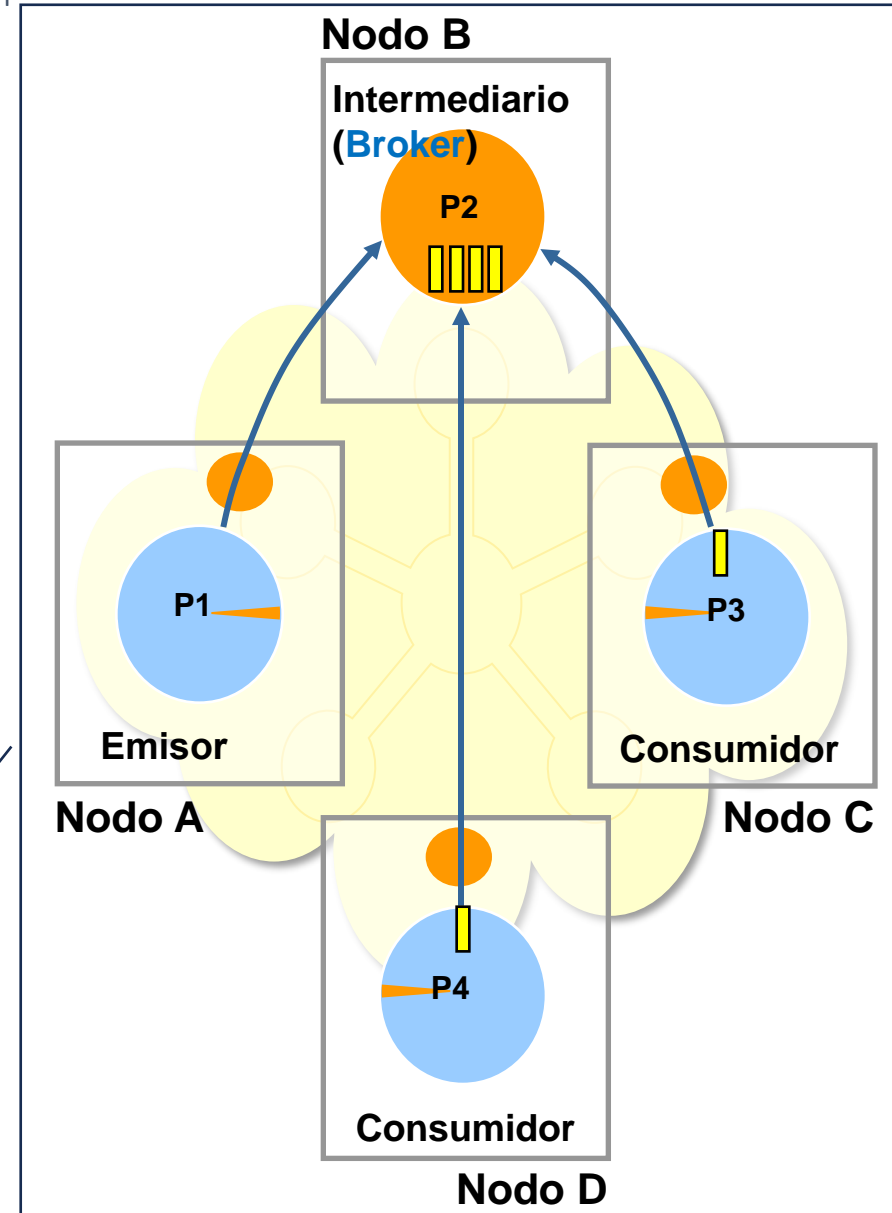 Nodo B
Intermediario
(Broker)
P2
P1
P3
Emisor
Consumidor
Nodo A
Nodo C
P4
Consumidor
Nodo D